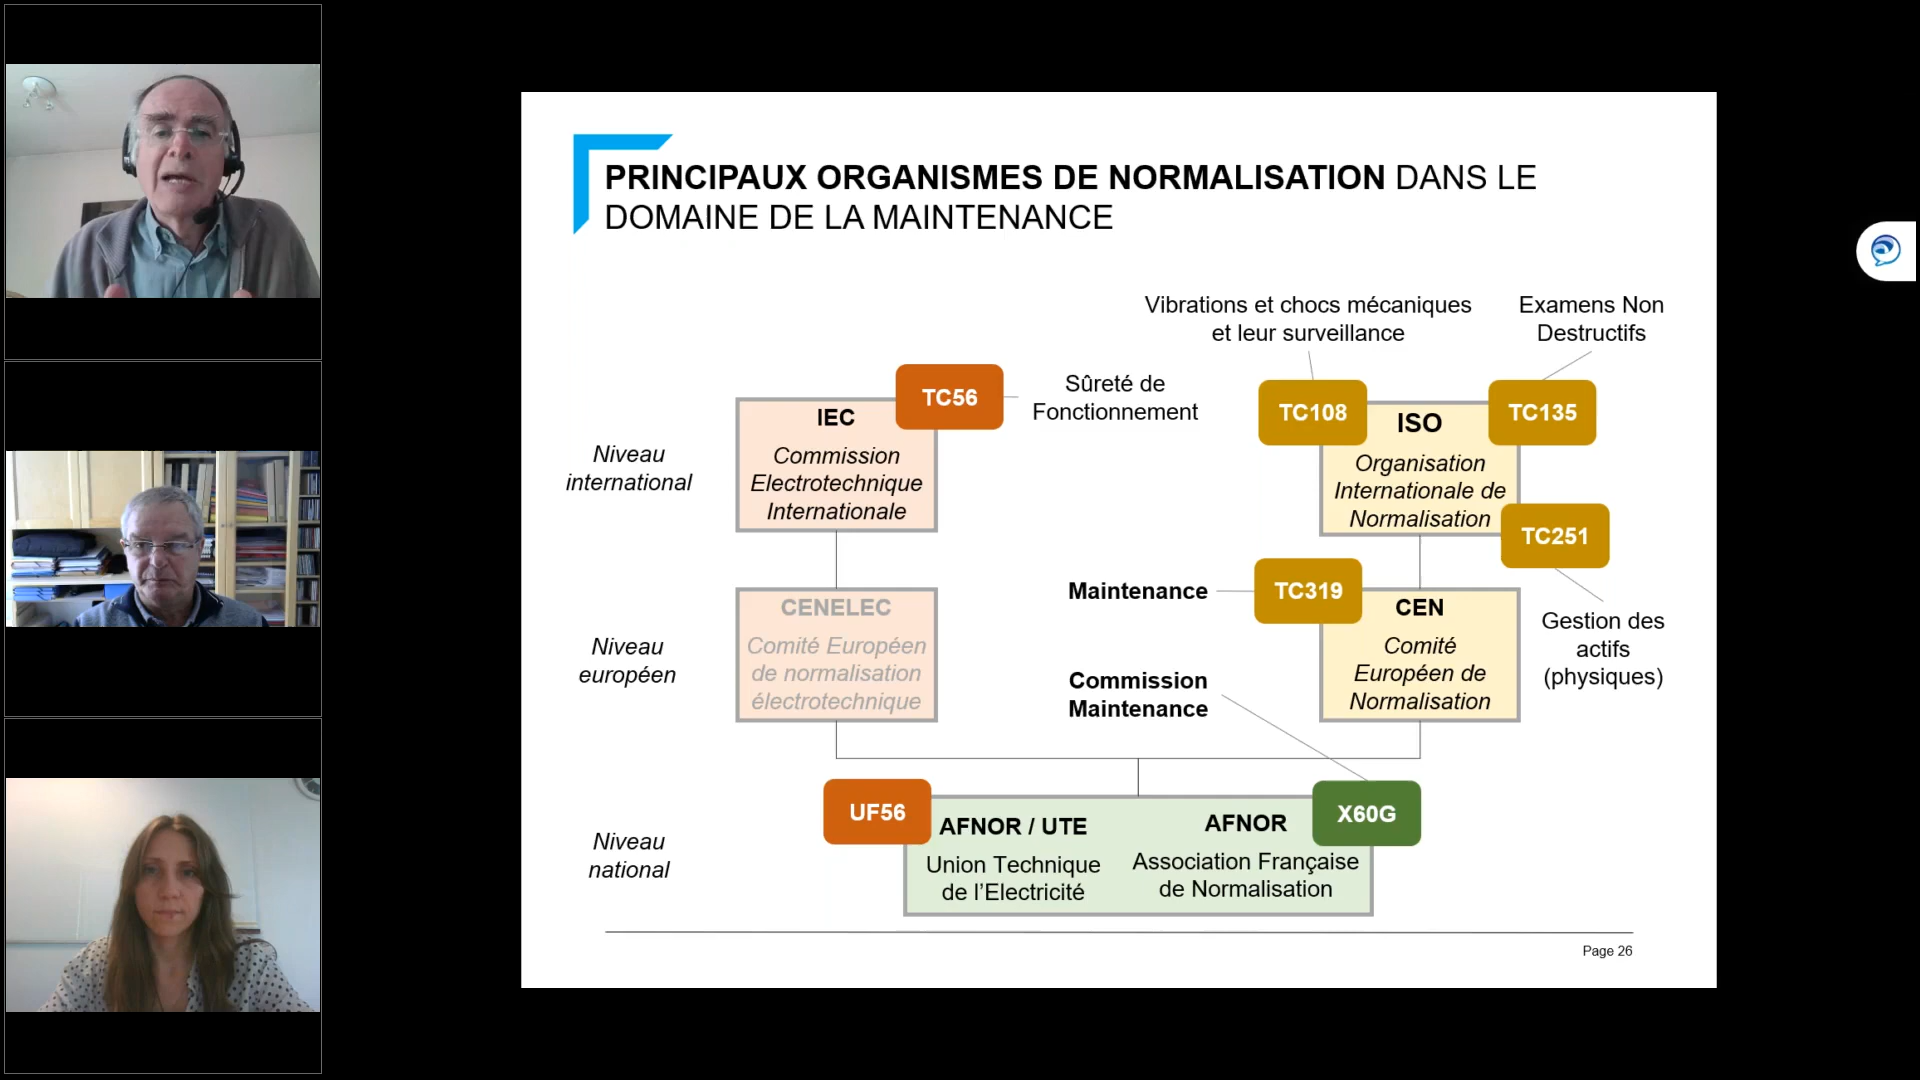 PRINCIPAUX ORGANISMES DE NORMALISATION DANS LE
DOMAINE DE LA MAINTENANCE
Vibrations et chocs mécaniques
et leur surveillance
Examens Non
Destructifs
TC56
Sûreté de
Fonctionnement
TC108
TC135
IEC
Commission
Electrotechnique
Internationale
ISO
Organisation
Internationale de
Normalisation
Niveau
international
TC251
Gestion des
actifs
(physiques)
Maintenance
TC319
CENELEC
Comité Européen
de normalisation
électrotechnique
CEN
Comité
Européen de
Normalisation
Niveau
européen
Commission
Maintenance
UF56
AFNOR / UTE
Union Technique
de l’Electricité
AFNOR
Association Française
de Normalisation
X60G
Niveau
national
Page 26